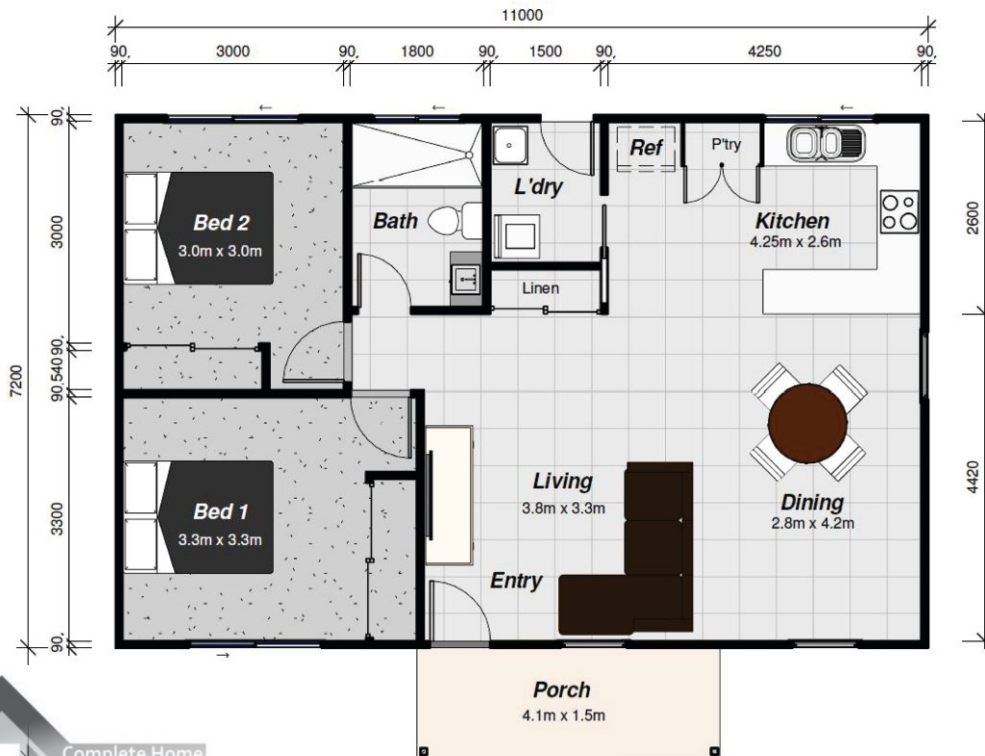 11000
90, 3000 90, 1800 90, 1500 90, 4250 90,
90,
3000
90, 540 90,
3300
90,
7200
2600
4420
Bed 2
3.0m x 3.0m
Bath
L'dry
Ref
P'try
Kitchen
4.25m x 2.6m
Linen
Bed 1
3.3m x 3.3m
Living
3.8m x 3.3m
Dining
2.8m x 4.2m
Entry
Porch
4.1m x 1.5m
Complete Home